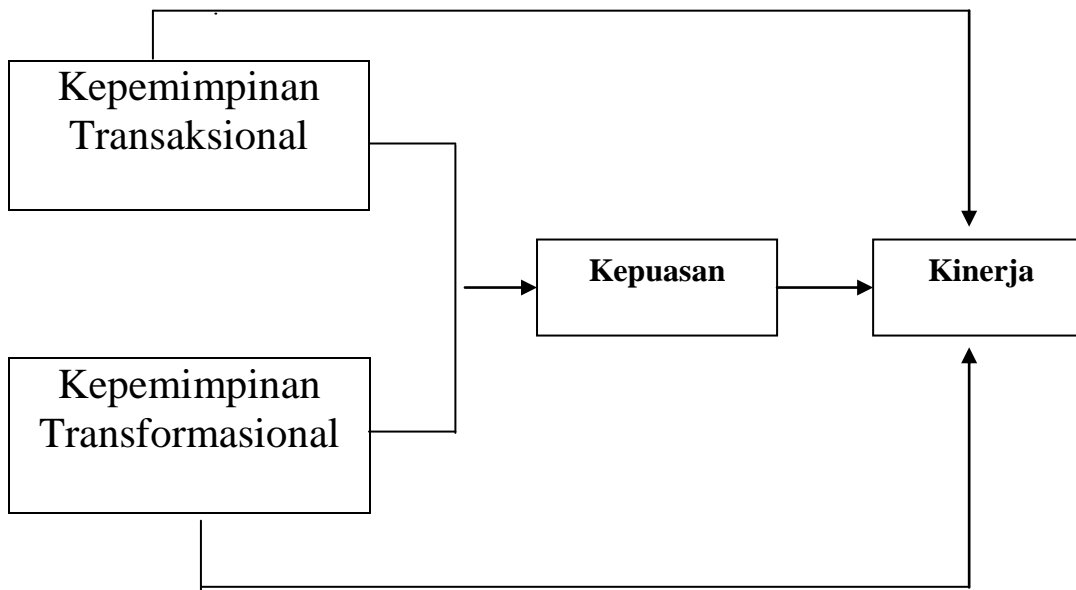 Kepemimpinan
Transaksional
Kepuasan
Kinerja
Kepemimpinan
Transformasional